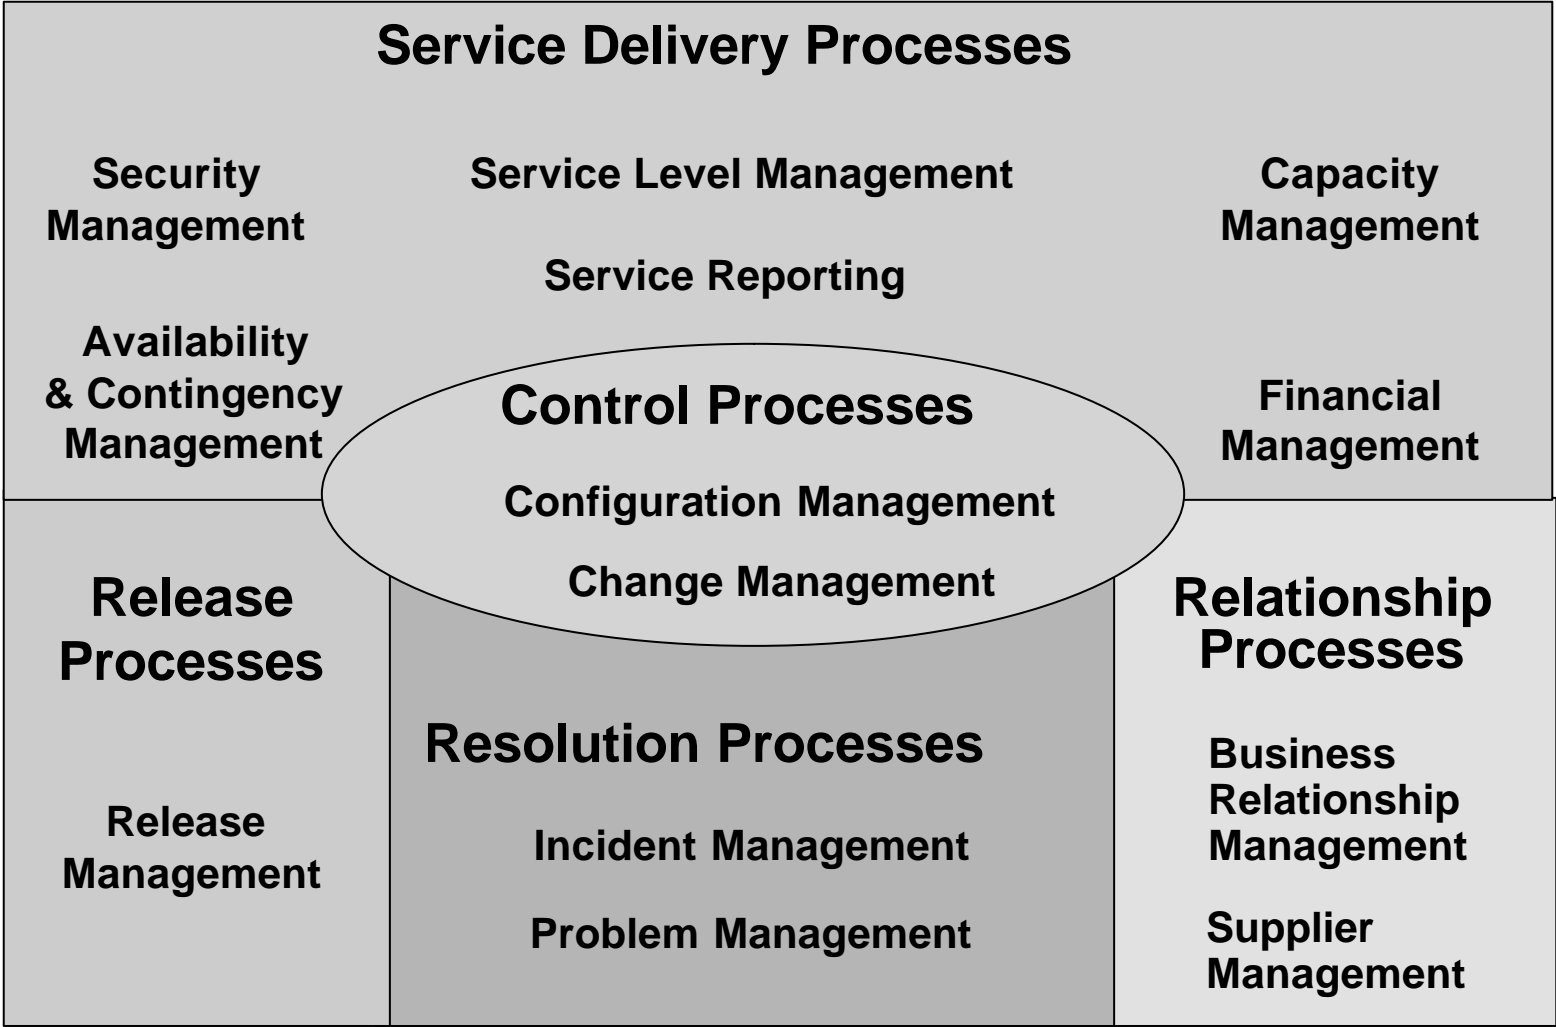 Service Delivery Processes
Security
Management
Service Level Management
Service Reporting
Capacity
Management
Availability
& Contingency
Management
Financial
Management
Control Processes
Configuration Management
Change Management
Release
Processes
Release
Management
Resolution Processes
Incident Management
Problem Management
Relationship
Processes
Business
Relationship
Management
Supplier
Management